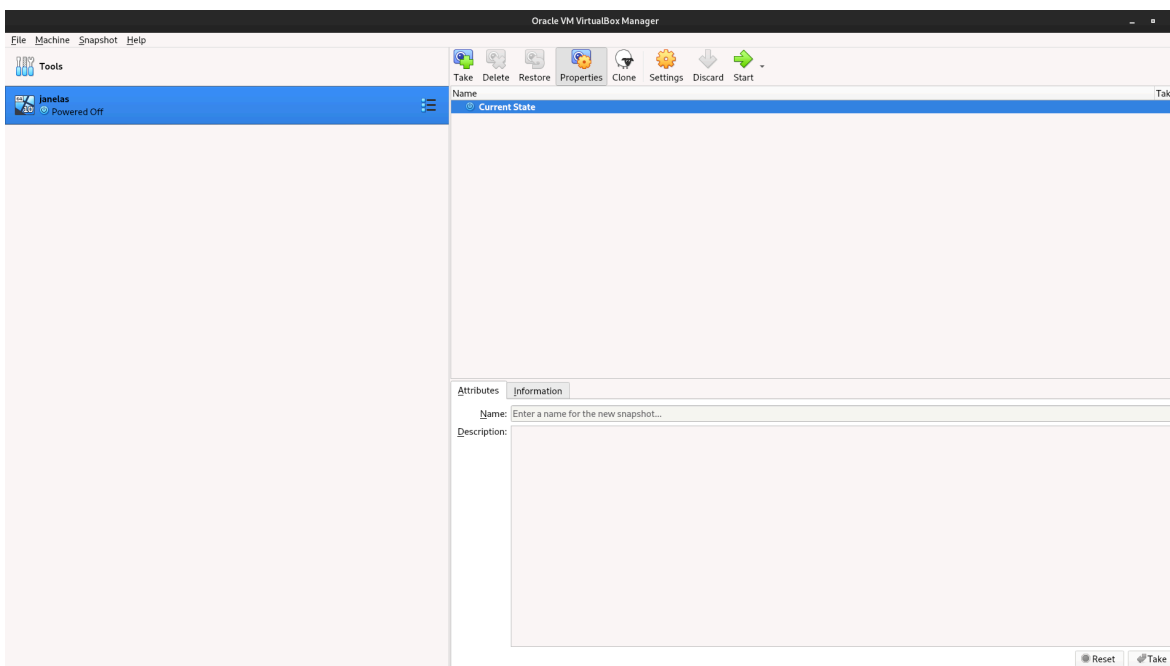 Oracle VM VirtualBox Manager
File Machine Snapshot Help
Tools
Take Delete Restore Properties Clone Settings Discard Start
janelas
Powered Off
Name Tak
Current State
Attributes Information
Name: Enter a name for the new snapshot...
Description:
Reset Take